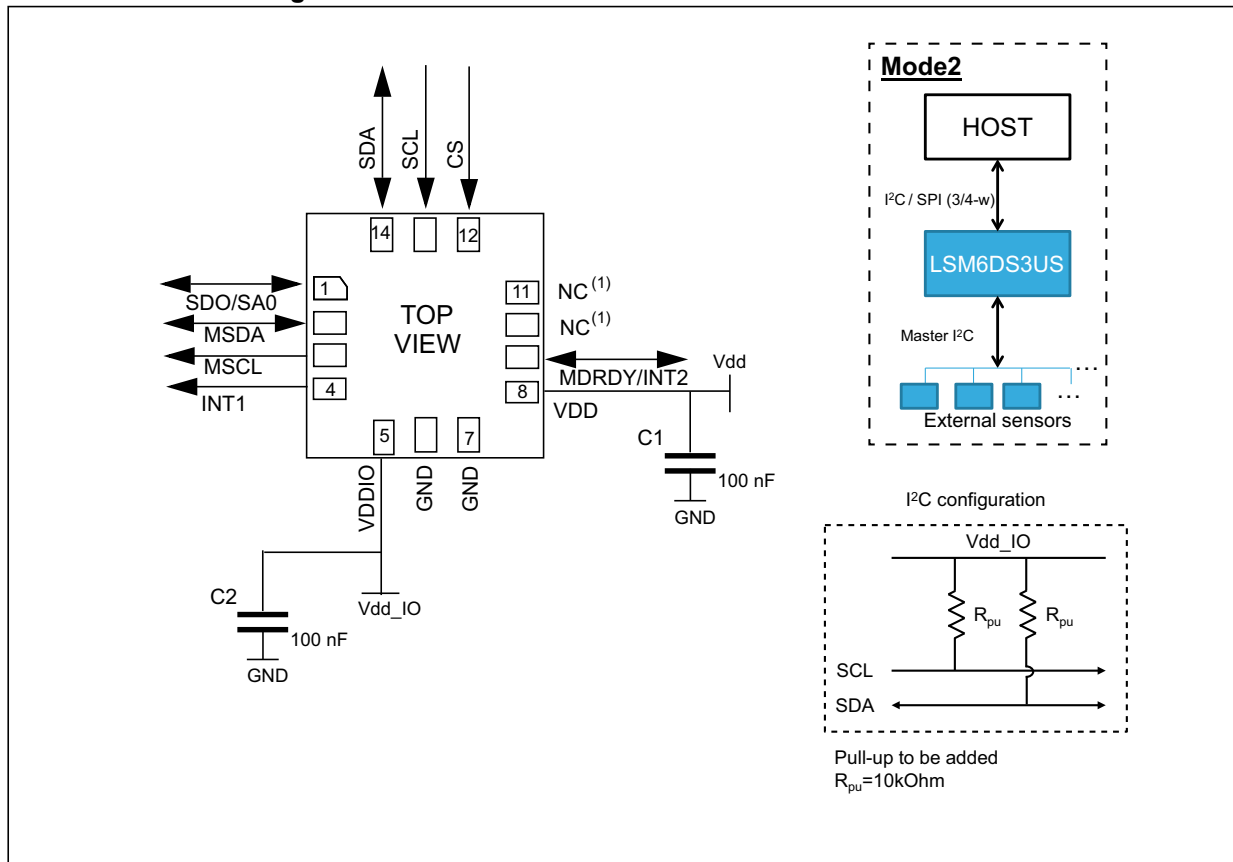 g
SDA
SCL
CS
14
12
1
11
NC(1)
SDO/SA0
TOP
VIEW
NC(1)
MSDA
MSCL
MDRDY/INT2
Vdd
4
8
INT1
VDD
5
7
C1
100 nF
GND
VDDIO
GND
GND
C2
100 nF
GND
Vdd_IO
Mode2
HOST
I²C / SPI (3/4-w)
LSM6DS3US
Master I²C
...
...
External sensors
I²C configuration
Vdd_IO
Rpu
Rpu
SCL
SDA
Pull-up to be added
Rpu=10kOhm